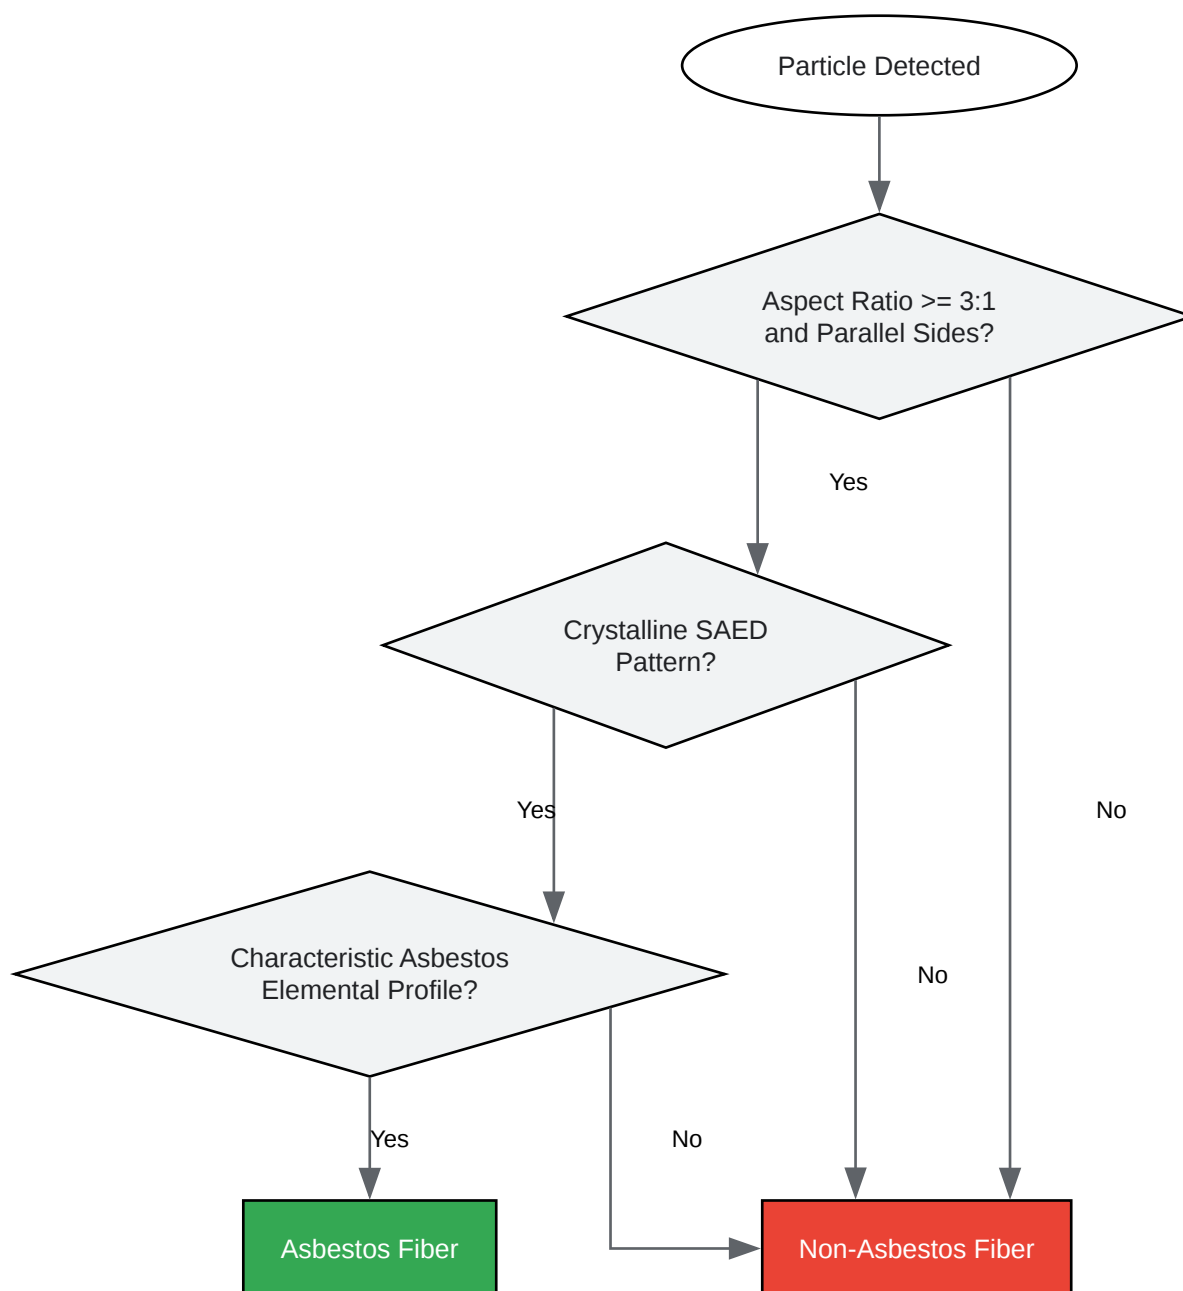 Particle Detected
Aspect Ratio >= 3:1
and Parallel Sides?
Yes
Crystalline SAED
Pattern?
Yes
No
Characteristic Asbestos
Elemental Profile?
No
Yes
No
Asbestos Fiber
Non-Asbestos Fiber